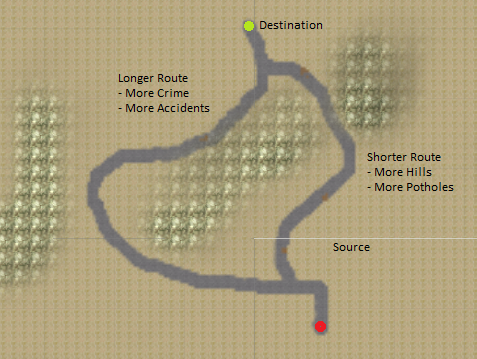 Destination
Longer Route
- More Crime
- More Accidents
Shorter Route
- More Hills
- More Potholes
Source